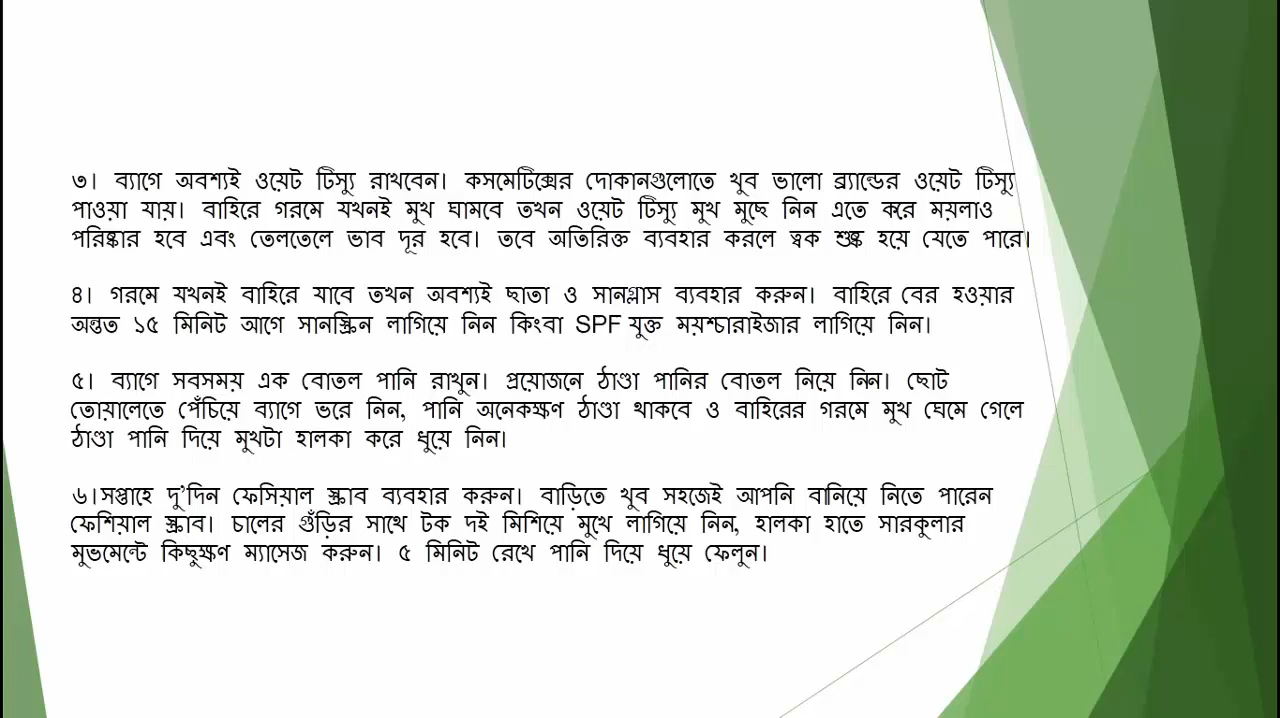 ৩। ব্যাগে অবশ্যই ওয়েট টিস্যু রাখবেন। কসমেটিক্সের দোকানগুলোতে খুব ভালো ব্র্যান্ডের ওয়েট টিস্যু
পাওয়া যায়। বাহিরে গরমে যখনই মুখ ঘামবে তখন ওয়েট টিস্যু মুখ মুছে নিন এতে করে ময়লাও
পরিষ্কার হবে এবং তেলতেলে ভাব দূর হবে। তবে অতিরিক্ত ব্যবহার করলে ত্বক শুষ্ক হয়ে যেতে পারে।
৪। গরমে যখনই বাহিরে যাবে তখন অবশ্যই ছাতা ও সানগ্লাস ব্যবহার করুন। বাহিরে বের হওয়ার
অন্তত ১৫ মিনিট আগে সানস্ক্রিন লাগিয়ে নিন কিংবা SPF যুক্ত ময়শ্চারাইজার লাগিয়ে নিন।
৫। ব্যাগে সবসময় এক বোতল পানি রাখুন। প্রয়োজনে ঠাণ্ডা পানির বোতল নিয়ে নিন। ছোট
তোয়ালেতে পেঁচিয়ে ব্যাগে ভরে নিন, পানি অনেকক্ষণ ঠাণ্ডা থাকবে ও বাহিরের গরমে মুখ ঘেমে গেলে
ঠাণ্ডা পানি দিয়ে মুখটা হালকা করে ধুয়ে নিন।
৬।সপ্তাহে দু’দিন ফেসিয়াল স্ক্রাব ব্যবহার করুন। বাড়িতে খুব সহজেই আপনি বানিয়ে নিতে পারেন
ফেশিয়াল স্ক্রাব। চালের গুঁড়ির সাথে টক দই মিশিয়ে মুখে লাগিয়ে নিন, হালকা হাতে সারকুলার
মুভমেন্টে কিছুক্ষণ ম্যাসেজ করুন। ৫ মিনিট রেখে পানি দিয়ে ধুয়ে ফেলুন।